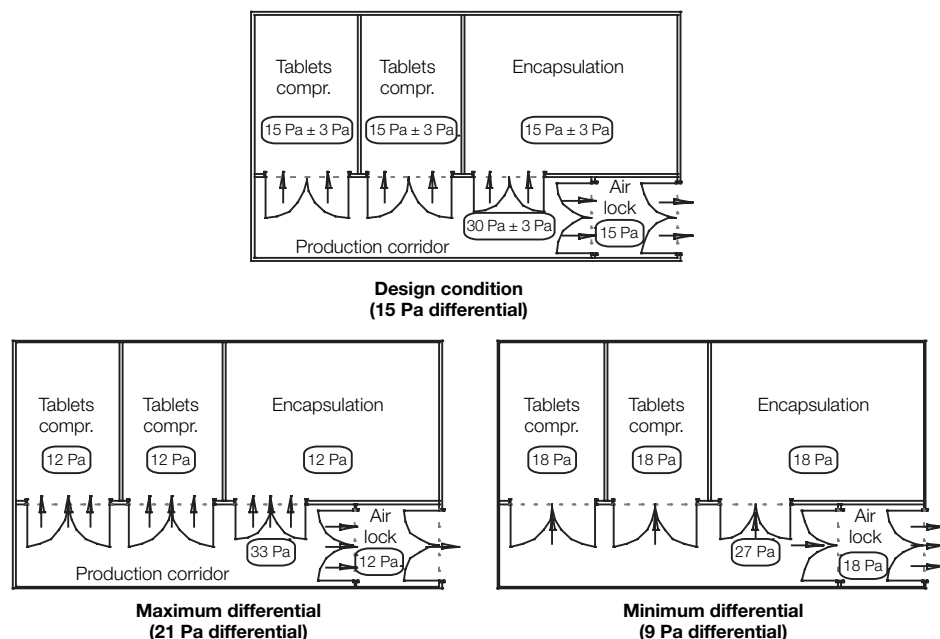 Tablets
compr.
Tablets
compr.
Encapsulation
15 Pa ± 3 Pa
15 Pa ± 3 Pa
15 Pa ± 3 Pa
Air
lock
15 Pa
30 Pa ± 3 Pa
Production corridor
Design condition
(15 Pa differential)
Tablets
compr.
Tablets
compr.
Encapsulation
12 Pa
12 Pa
12 Pa
Air
lock
12 Pa
33 Pa
Production corridor
Maximum differential
(21 Pa differential)
Tablets
compr.
Tablets
compr.
Encapsulation
18 Pa
18 Pa
18 Pa
Air
lock
18 Pa
27 Pa
Minimum differential
(9 Pa differential)